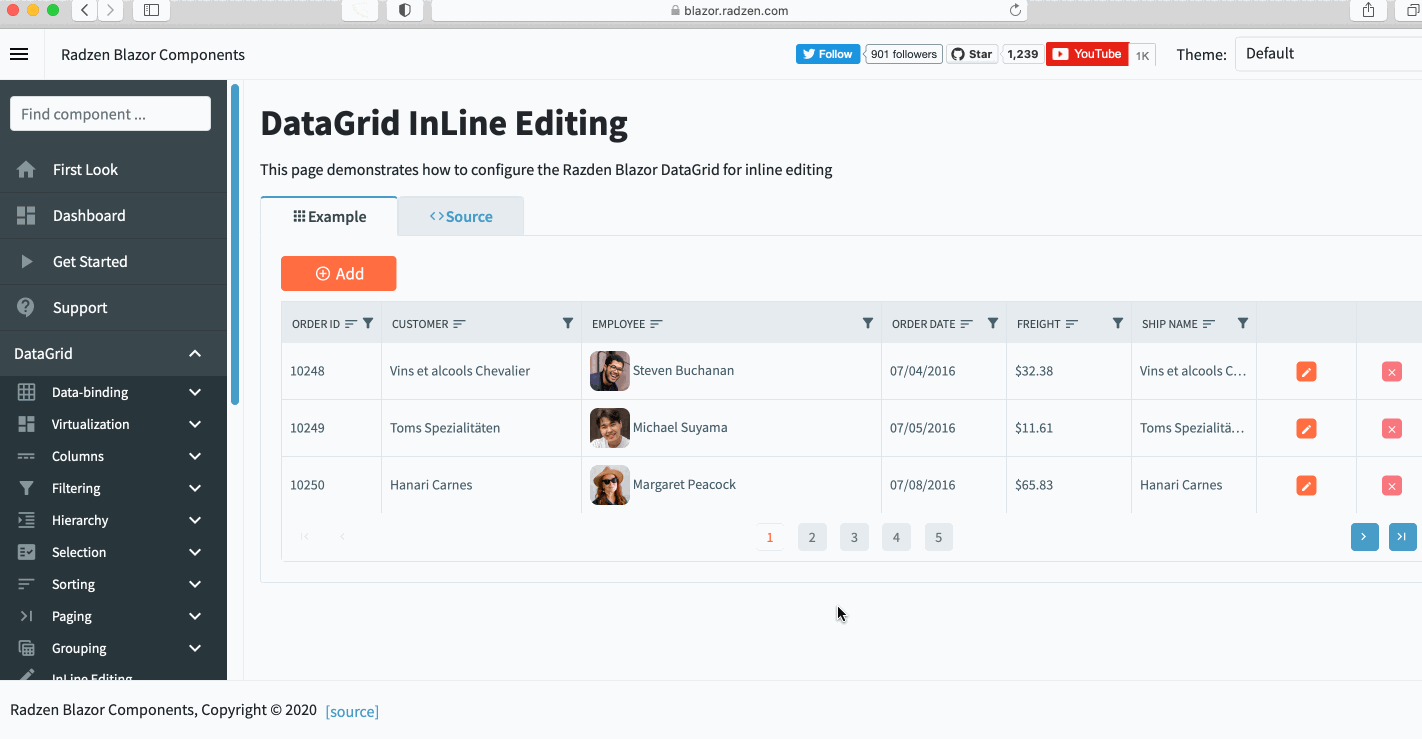 blazor.radzen.com
Radzen Blazor Components
Follow 901 followers Star 1,239 YouTube 1K Theme: Default
Find component ...
First Look
Dashboard
Get Started
Support
DataGrid
Data-binding
Virtualization
Columns
Filtering
Hierarchy
Selection
Sorting
Paging
Grouping
InLine Editing
DataGrid InLine Editing
This page demonstrates how to configure the Razden Blazor DataGrid for inline editing
Example <>Source
Add
ORDER ID CUSTOMER EMPLOYEE ORDER DATE FREIGHT SHIP NAME
10248 Vins et alcools Chevalier Steven Buchanan 07/04/2016 $32.38 Vins et alcools C...
10249 Toms Spezialitäten Michael Suyama 07/05/2016 $11.61 Toms Spezialitä...
10250 Hanari Carnes Margaret Peacock 07/08/2016 $65.83 Hanari Carnes
1 2 3 4 5
Radzen Blazor Components, Copyright © 2020 [source]